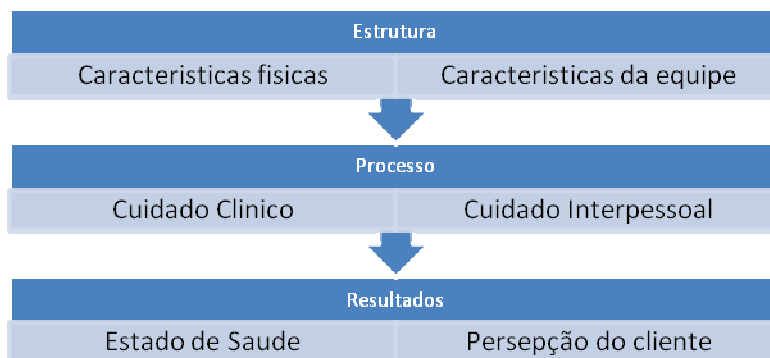 Estrutura
Caracteristicas fisicas Caracteristicas da equipe
Processo
Cuidado Clinico Cuidado Interpessoal
Resultados
Estado de Saude Persepção do cliente